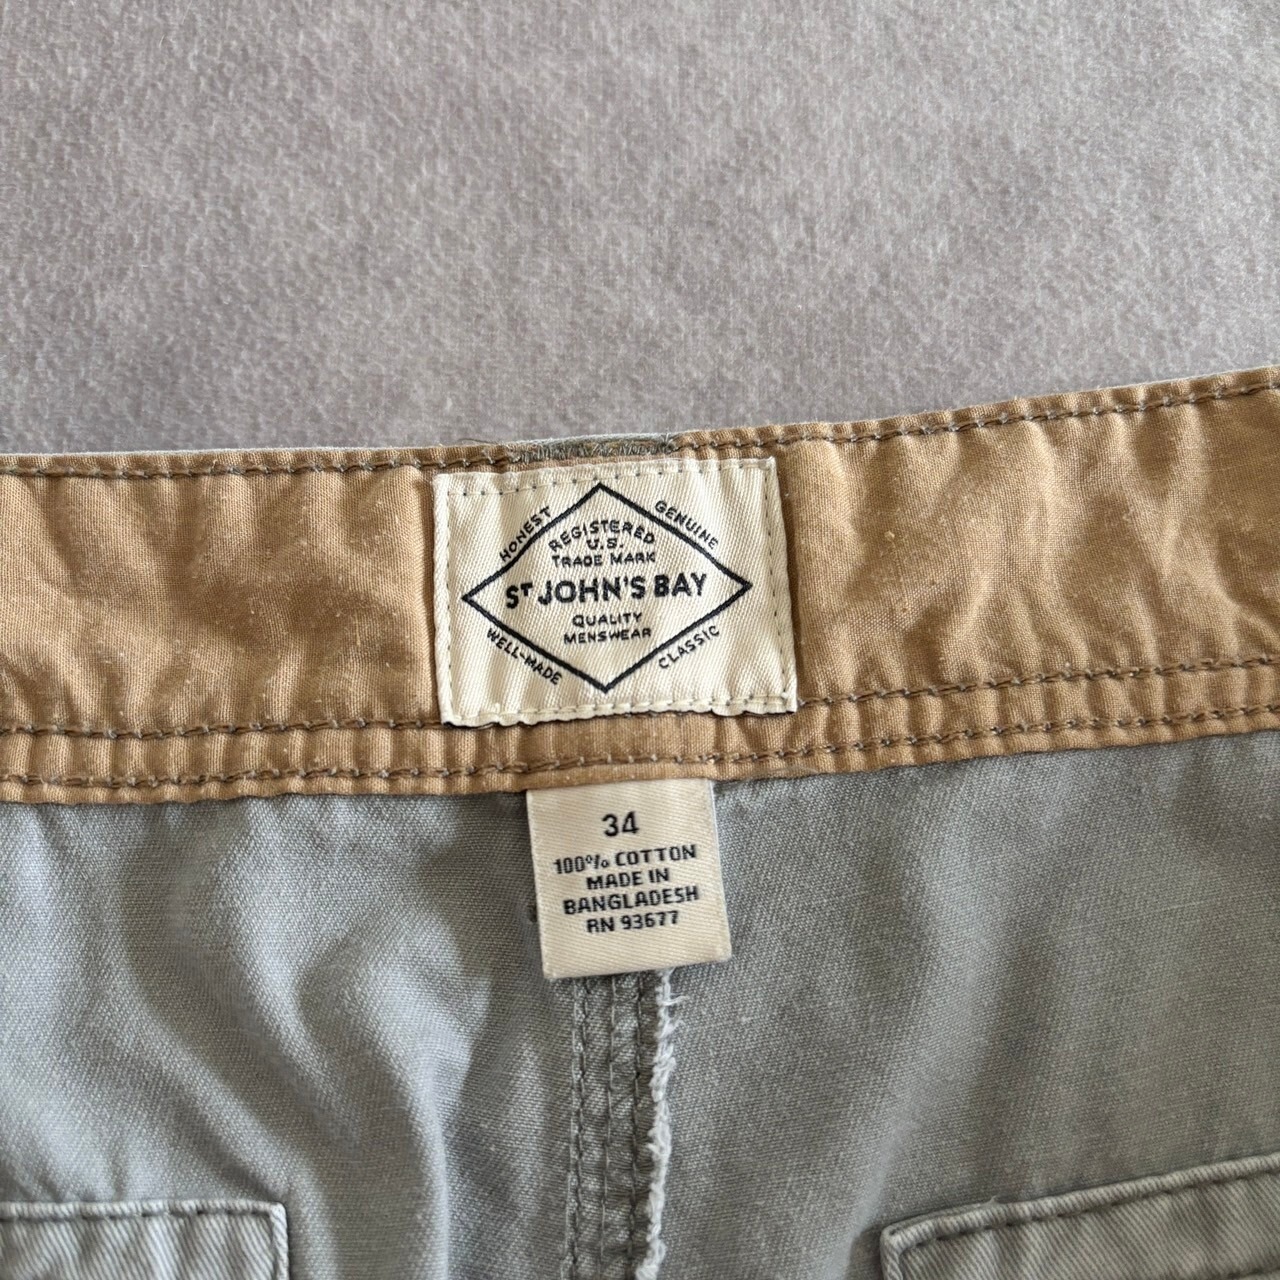 HONEST
GENUINE
REGISTERED
U.S.
TRADE MARK
ST JOHN'S BAY
QUALITY
MENSWEAR
WELL-MADE
CLASSIC
34
100% COTTON
MADE IN
BANGLADESH
RN 93677